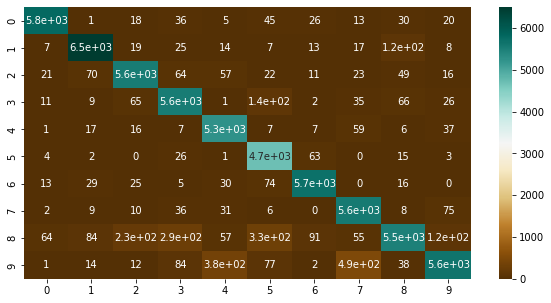 0 5.8e+03 1 18 36 5 45 26 13 30 20
1 7 6.5e+03 19 25 14 7 13 17 1.2e+02 8
2 21 70 5.6e+03 64 57 22 11 23 49 16
3 11 9 65 5.6e+03 1 1.4e+02 2 35 66 26
4 1 17 16 7 5.3e+03 7 7 59 6 37
5 4 2 0 26 1 4.7e+03 63 0 15 3
6 13 29 25 5 30 74 5.7e+03 0 16 0
7 2 9 10 36 31 6 0 5.6e+03 8 75
8 64 84 2.3e+02 2.9e+02 57 3.3e+02 91 55 5.5e+03 1.2e+02
9 1 14 12 84 3.8e+02 77 2 4.9e+02 38 5.6e+03
0 1 2 3 4 5 6 7 8 9
6000
5000
4000
3000
2000
1000
0